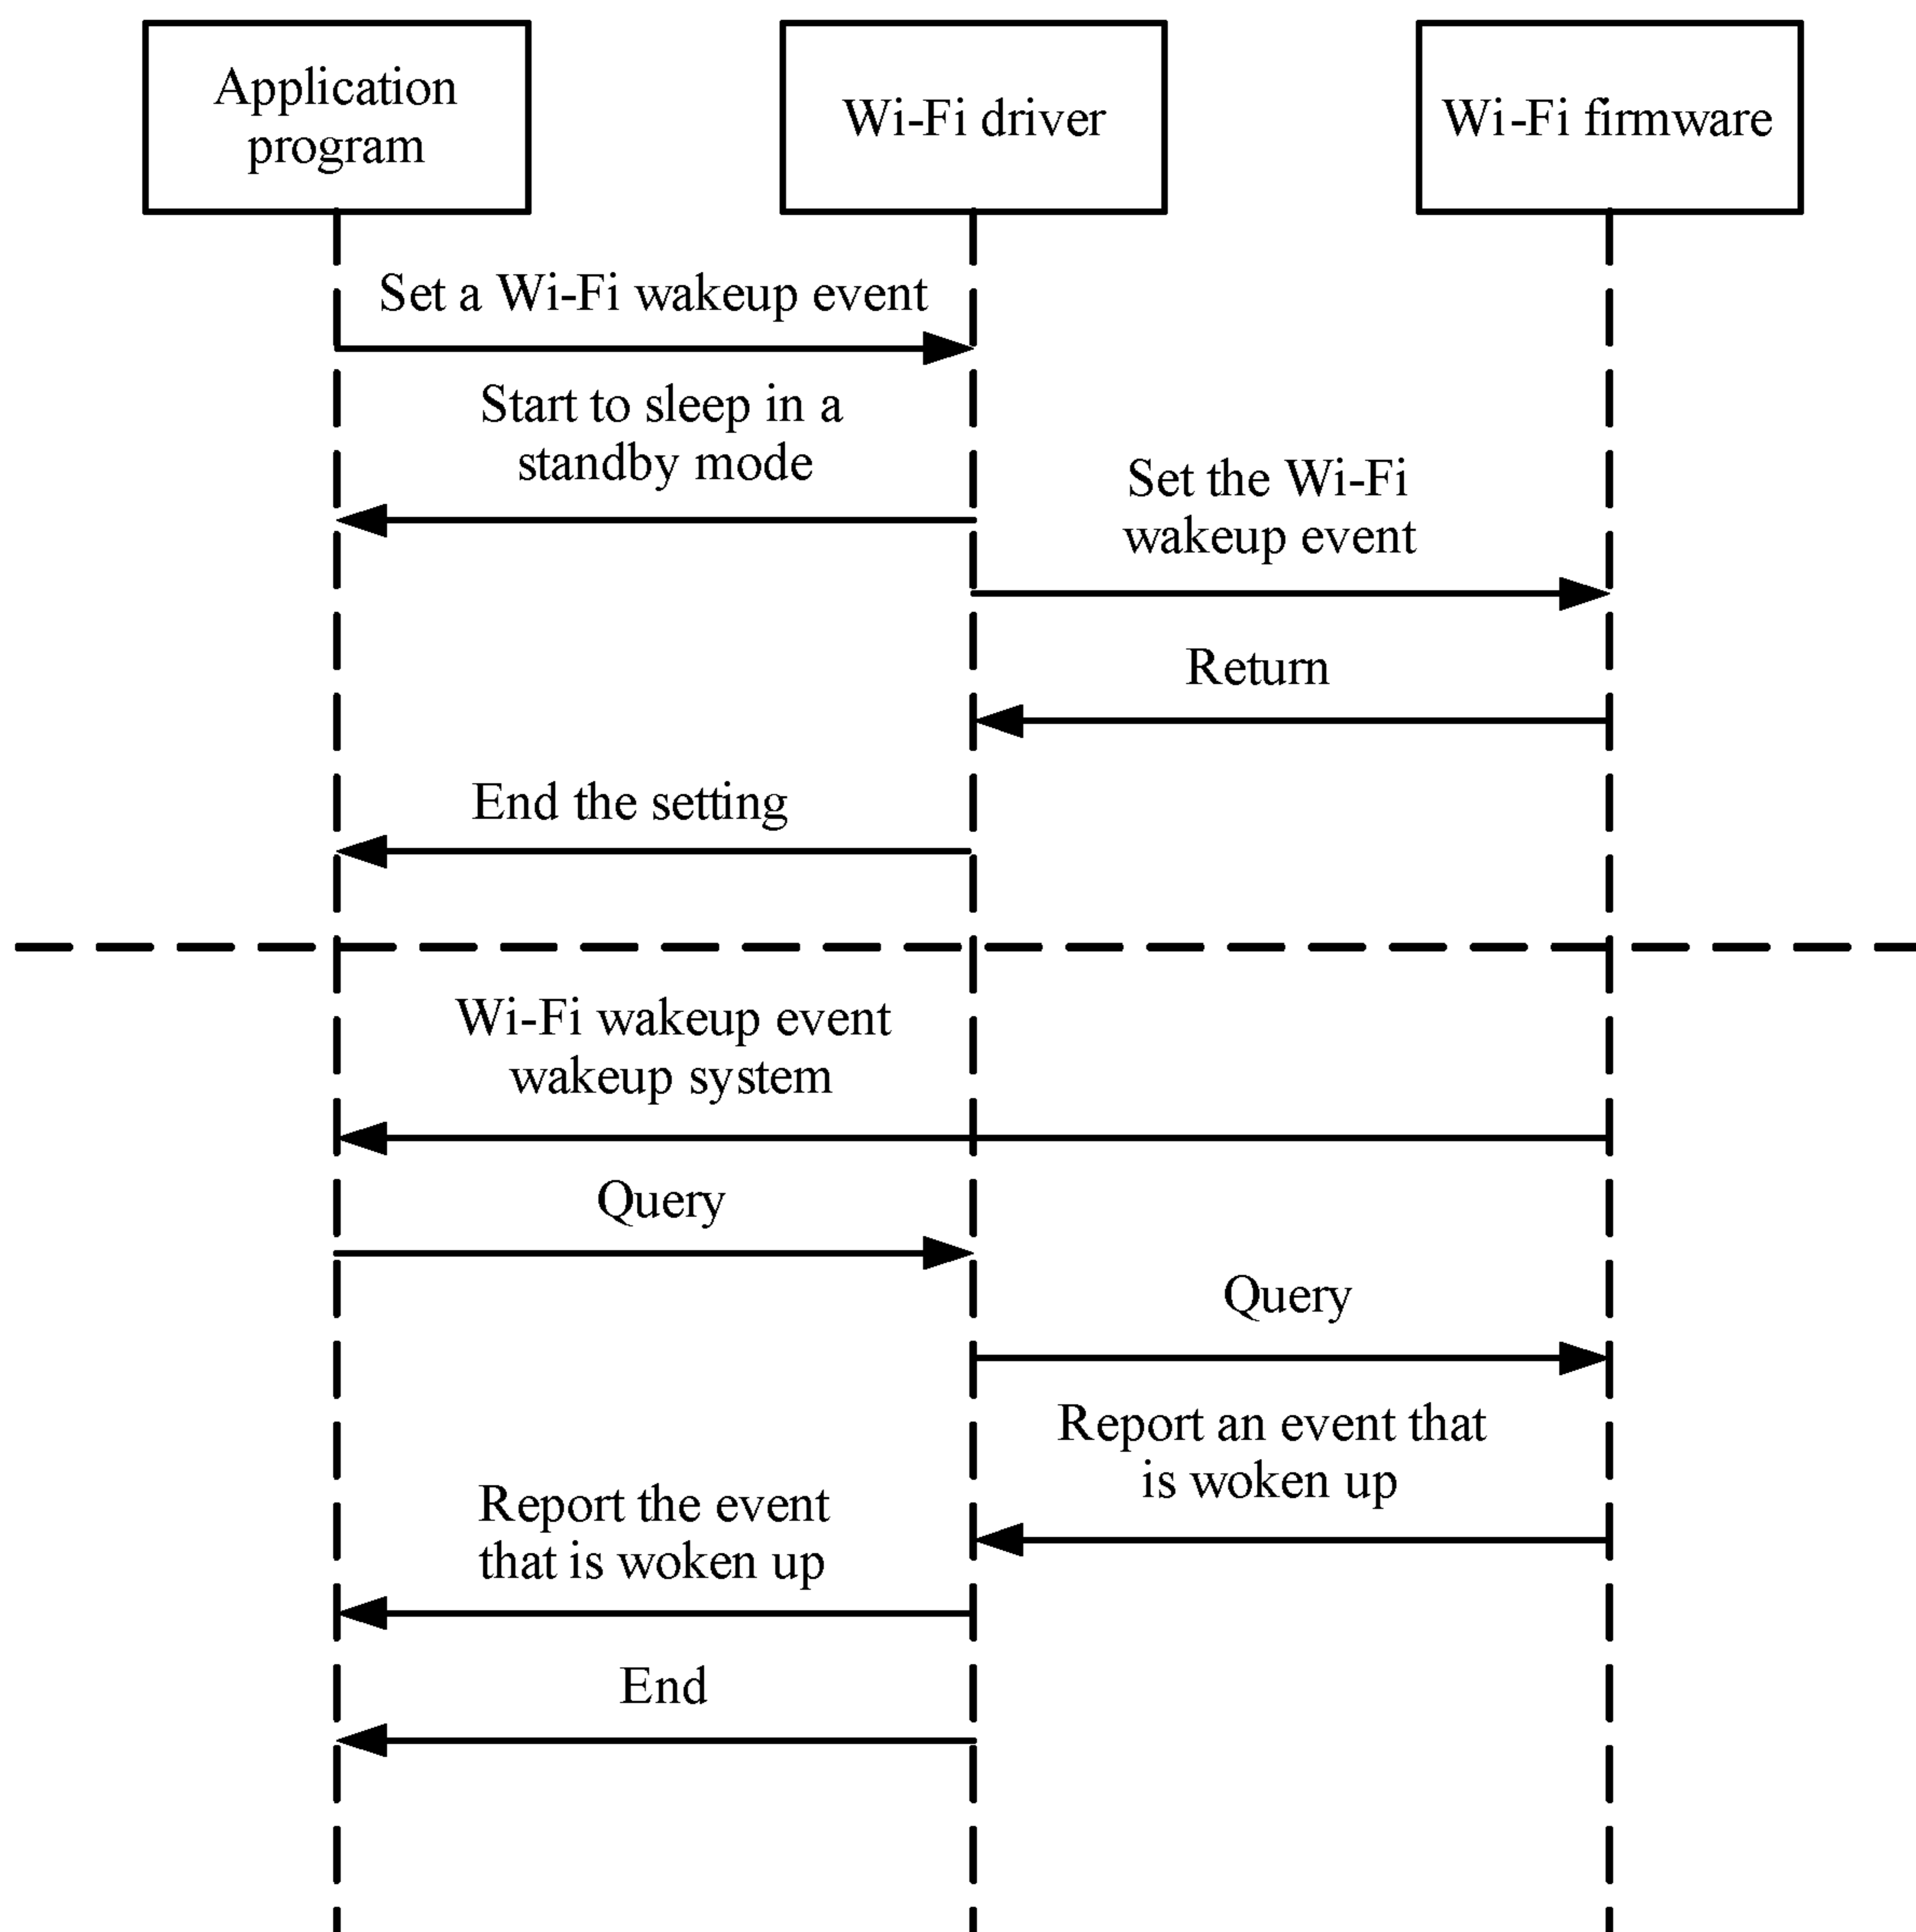 Application
program
Wi-Fi driver
Wi-Fi firmware
Set a Wi-Fi wakeup event
Start to sleep in a
standby mode
Set the Wi-Fi
wakeup event
Return
End the setting
Wi-Fi wakeup event
wakeup system
Query
Query
Report an event that
is woken up
Report the event
that is woken up
End